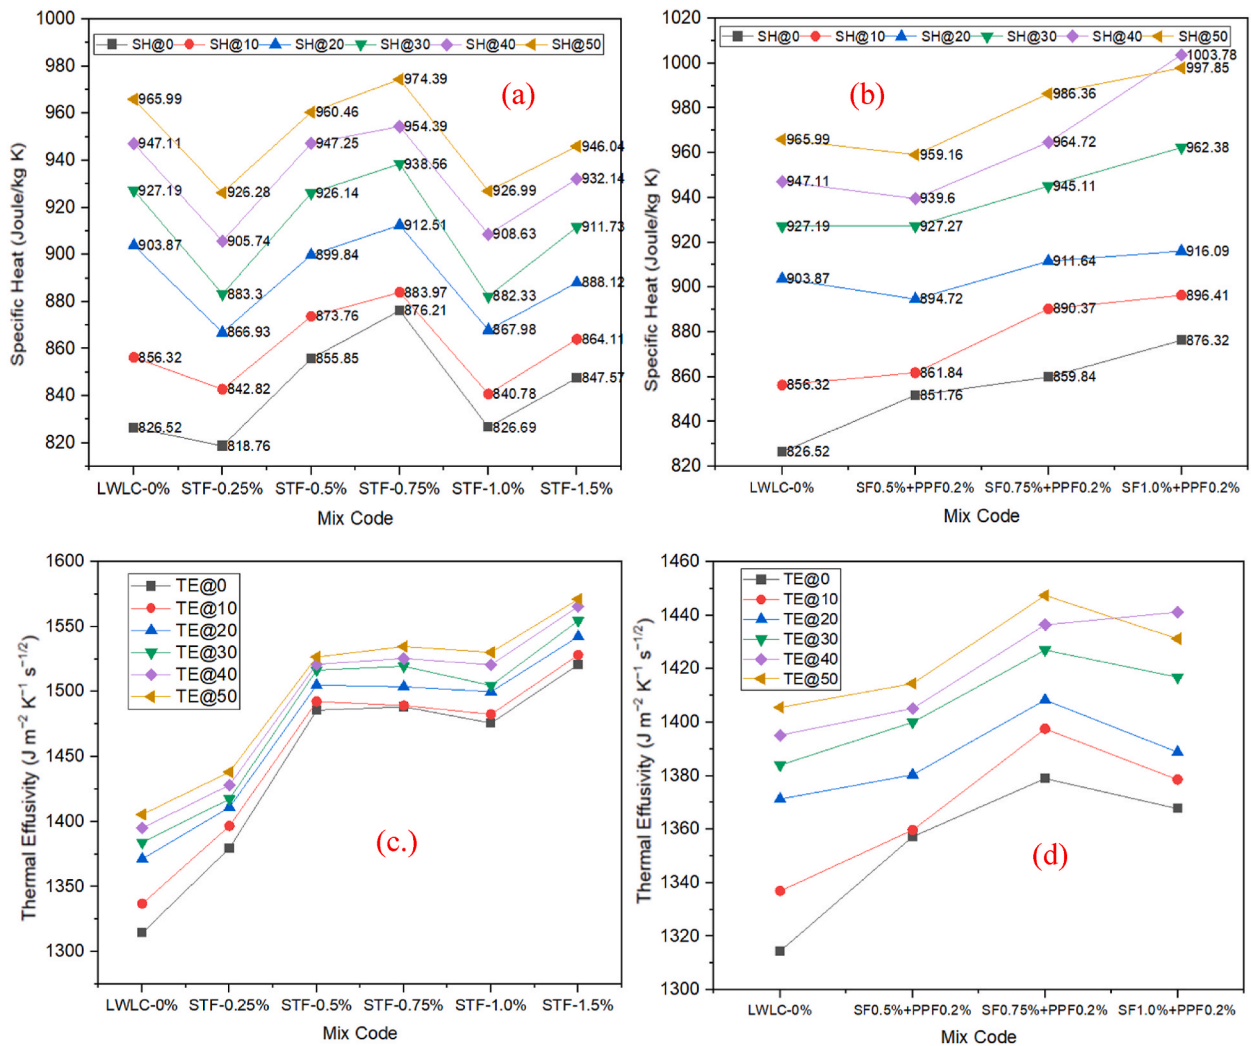 1000
980
960
940
920
900
880
860
840
820
Specific Heat (Joule/kg K)
SH@0 SH@10 SH@20 SH@30 SH@40 SH@50
(a)
965.99 926.28 960.46 974.39 926.99 946.04
947.11 905.74 947.25 954.39 908.63 932.14
927.19 883.3 926.14 938.56 882.33 911.73
903.87 866.93 899.84 912.51 867.98 888.12
856.32 842.82 873.76 883.97 840.78 864.11
826.52 818.76 855.85 876.21 826.69 847.57
LWLC-0% STF-0.25% STF-0.5% STF-0.75% STF-1.0% STF-1.5%
Mix Code
1020
1000
980
960
940
920
900
880
860
840
820
Specific Heat (Joule/kg K)
SH@0 SH@10 SH@20 SH@30 SH@40 SH@50
(b)
965.99 959.16 986.36 997.85
947.11 939.6 964.72 1003.78
927.19 927.27 945.11 962.38
903.87 894.72 911.64 916.09
856.32 861.84 890.37 896.41
826.52 851.76 859.84 876.32
LWLC-0% SF0.5%+PPF0.2% SF0.75%+PPF0.2% SF1.0%+PPF0.2%
Mix Code
1600
1550
1500
1450
1400
1350
1300
Thermal Effusivity (J m⁻² K⁻¹ s⁻¹/²)
TE@0
TE@10
TE@20
TE@30
TE@40
TE@50
(c.)
LWLC-0% STF-0.25% STF-0.5% STF-0.75% STF-1.0% STF-1.5%
Mix Code
1460
1440
1420
1400
1380
1360
1340
1320
1300
Thermal Effusivity (J m⁻² K⁻¹ s⁻¹/²)
TE@0
TE@10
TE@20
TE@30
TE@40
TE@50
(d)
LWLC-0% SF0.5%+PPF0.2% SF0.75%+PPF0.2% SF1.0%+PPF0.2%
Mix Code